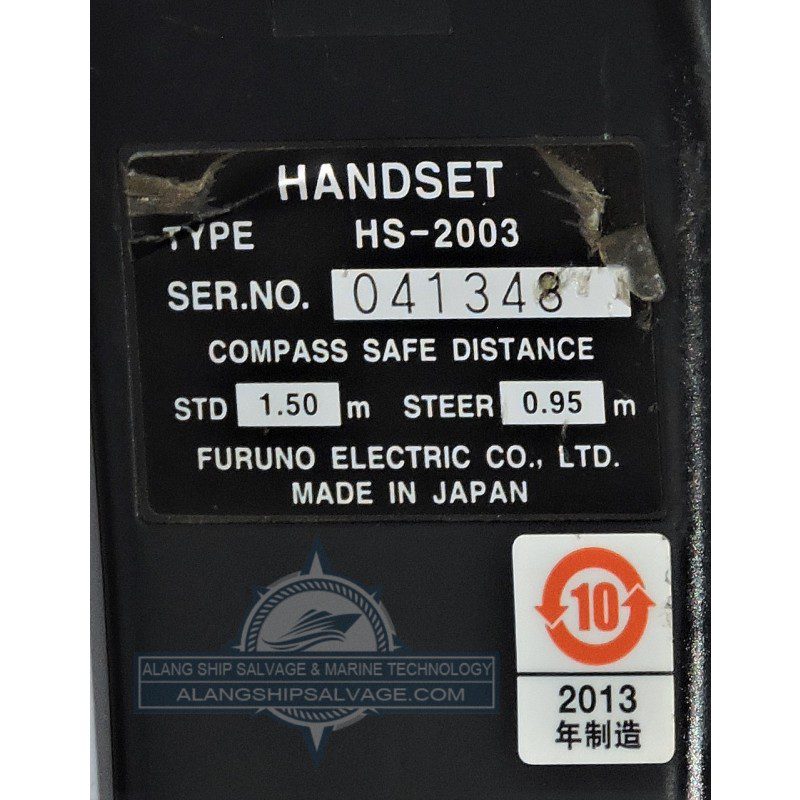 HANDSET
TYPE HS-2003
SER.NO. 041348
COMPASS SAFE DISTANCE
STD 1.50 m STEER 0.95 m
FURUNO ELECTRIC CO., LTD.
MADE IN JAPAN
10
2013
年制造
ALANG SHIP SALVAGE & MARINE TECHNOLOGY
ALANGSHIPSALVAGE.COM